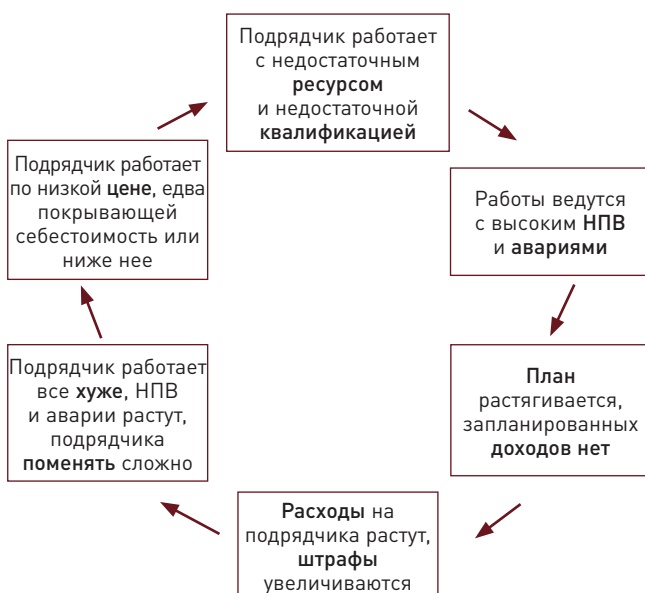 Подрядчик работает
с недостаточным
ресурсом
и недостаточной
квалификацией
Работы ведутся
с высоким НПВ
и авариями
План
растягивается,
запланированных
доходов нет
Расходы на
подрядчика растут,
штрафы
увеличиваются
Подрядчик работает
все хуже, НПВ
и аварии растут,
подрядчика
поменять сложно
Подрядчик работает
по низкой цене, едва
покрывающей
себестоимость или
ниже нее